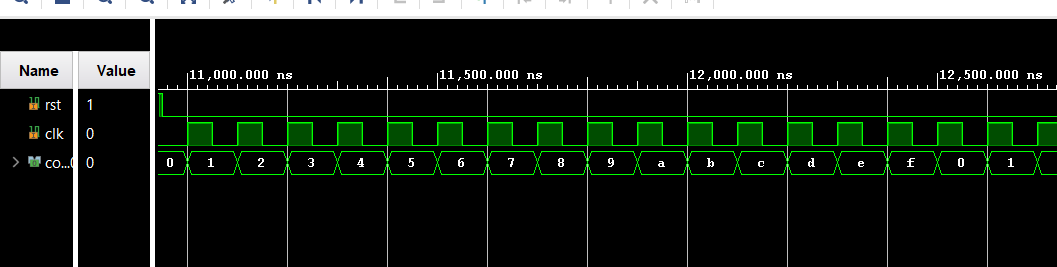 11,000.000 ns 11,500.000 ns 12,000.000 ns 12,500.000 ns
Name Value
rst 1
clk 0
co...0 0 0 1 2 3 4 5 6 7 8 9 a b c d e f 0 1